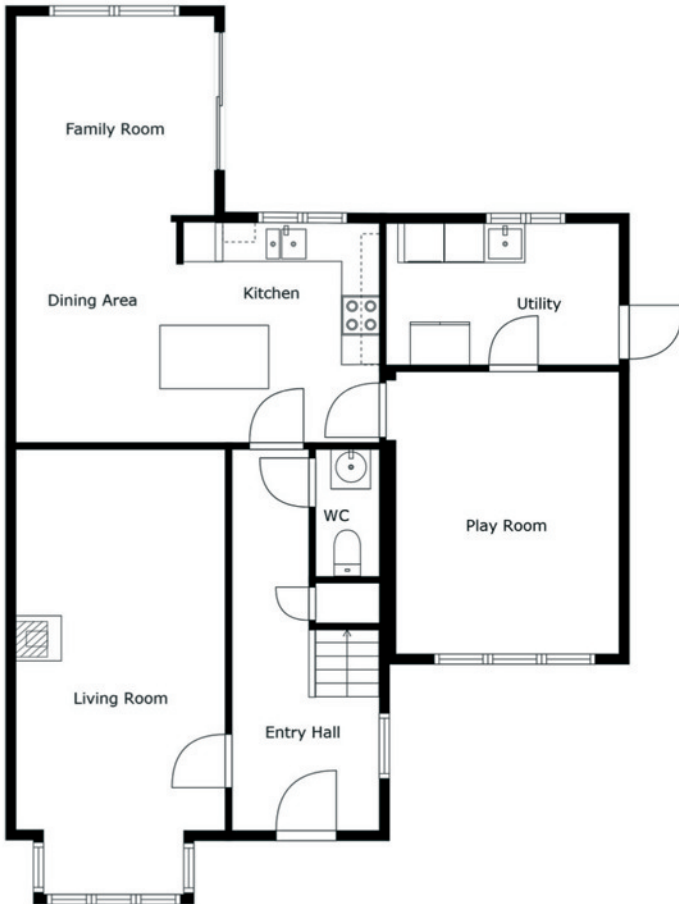 Family Room
Dining Area
Kitchen
Utility
WC
Play Room
Living Room
Entry Hall